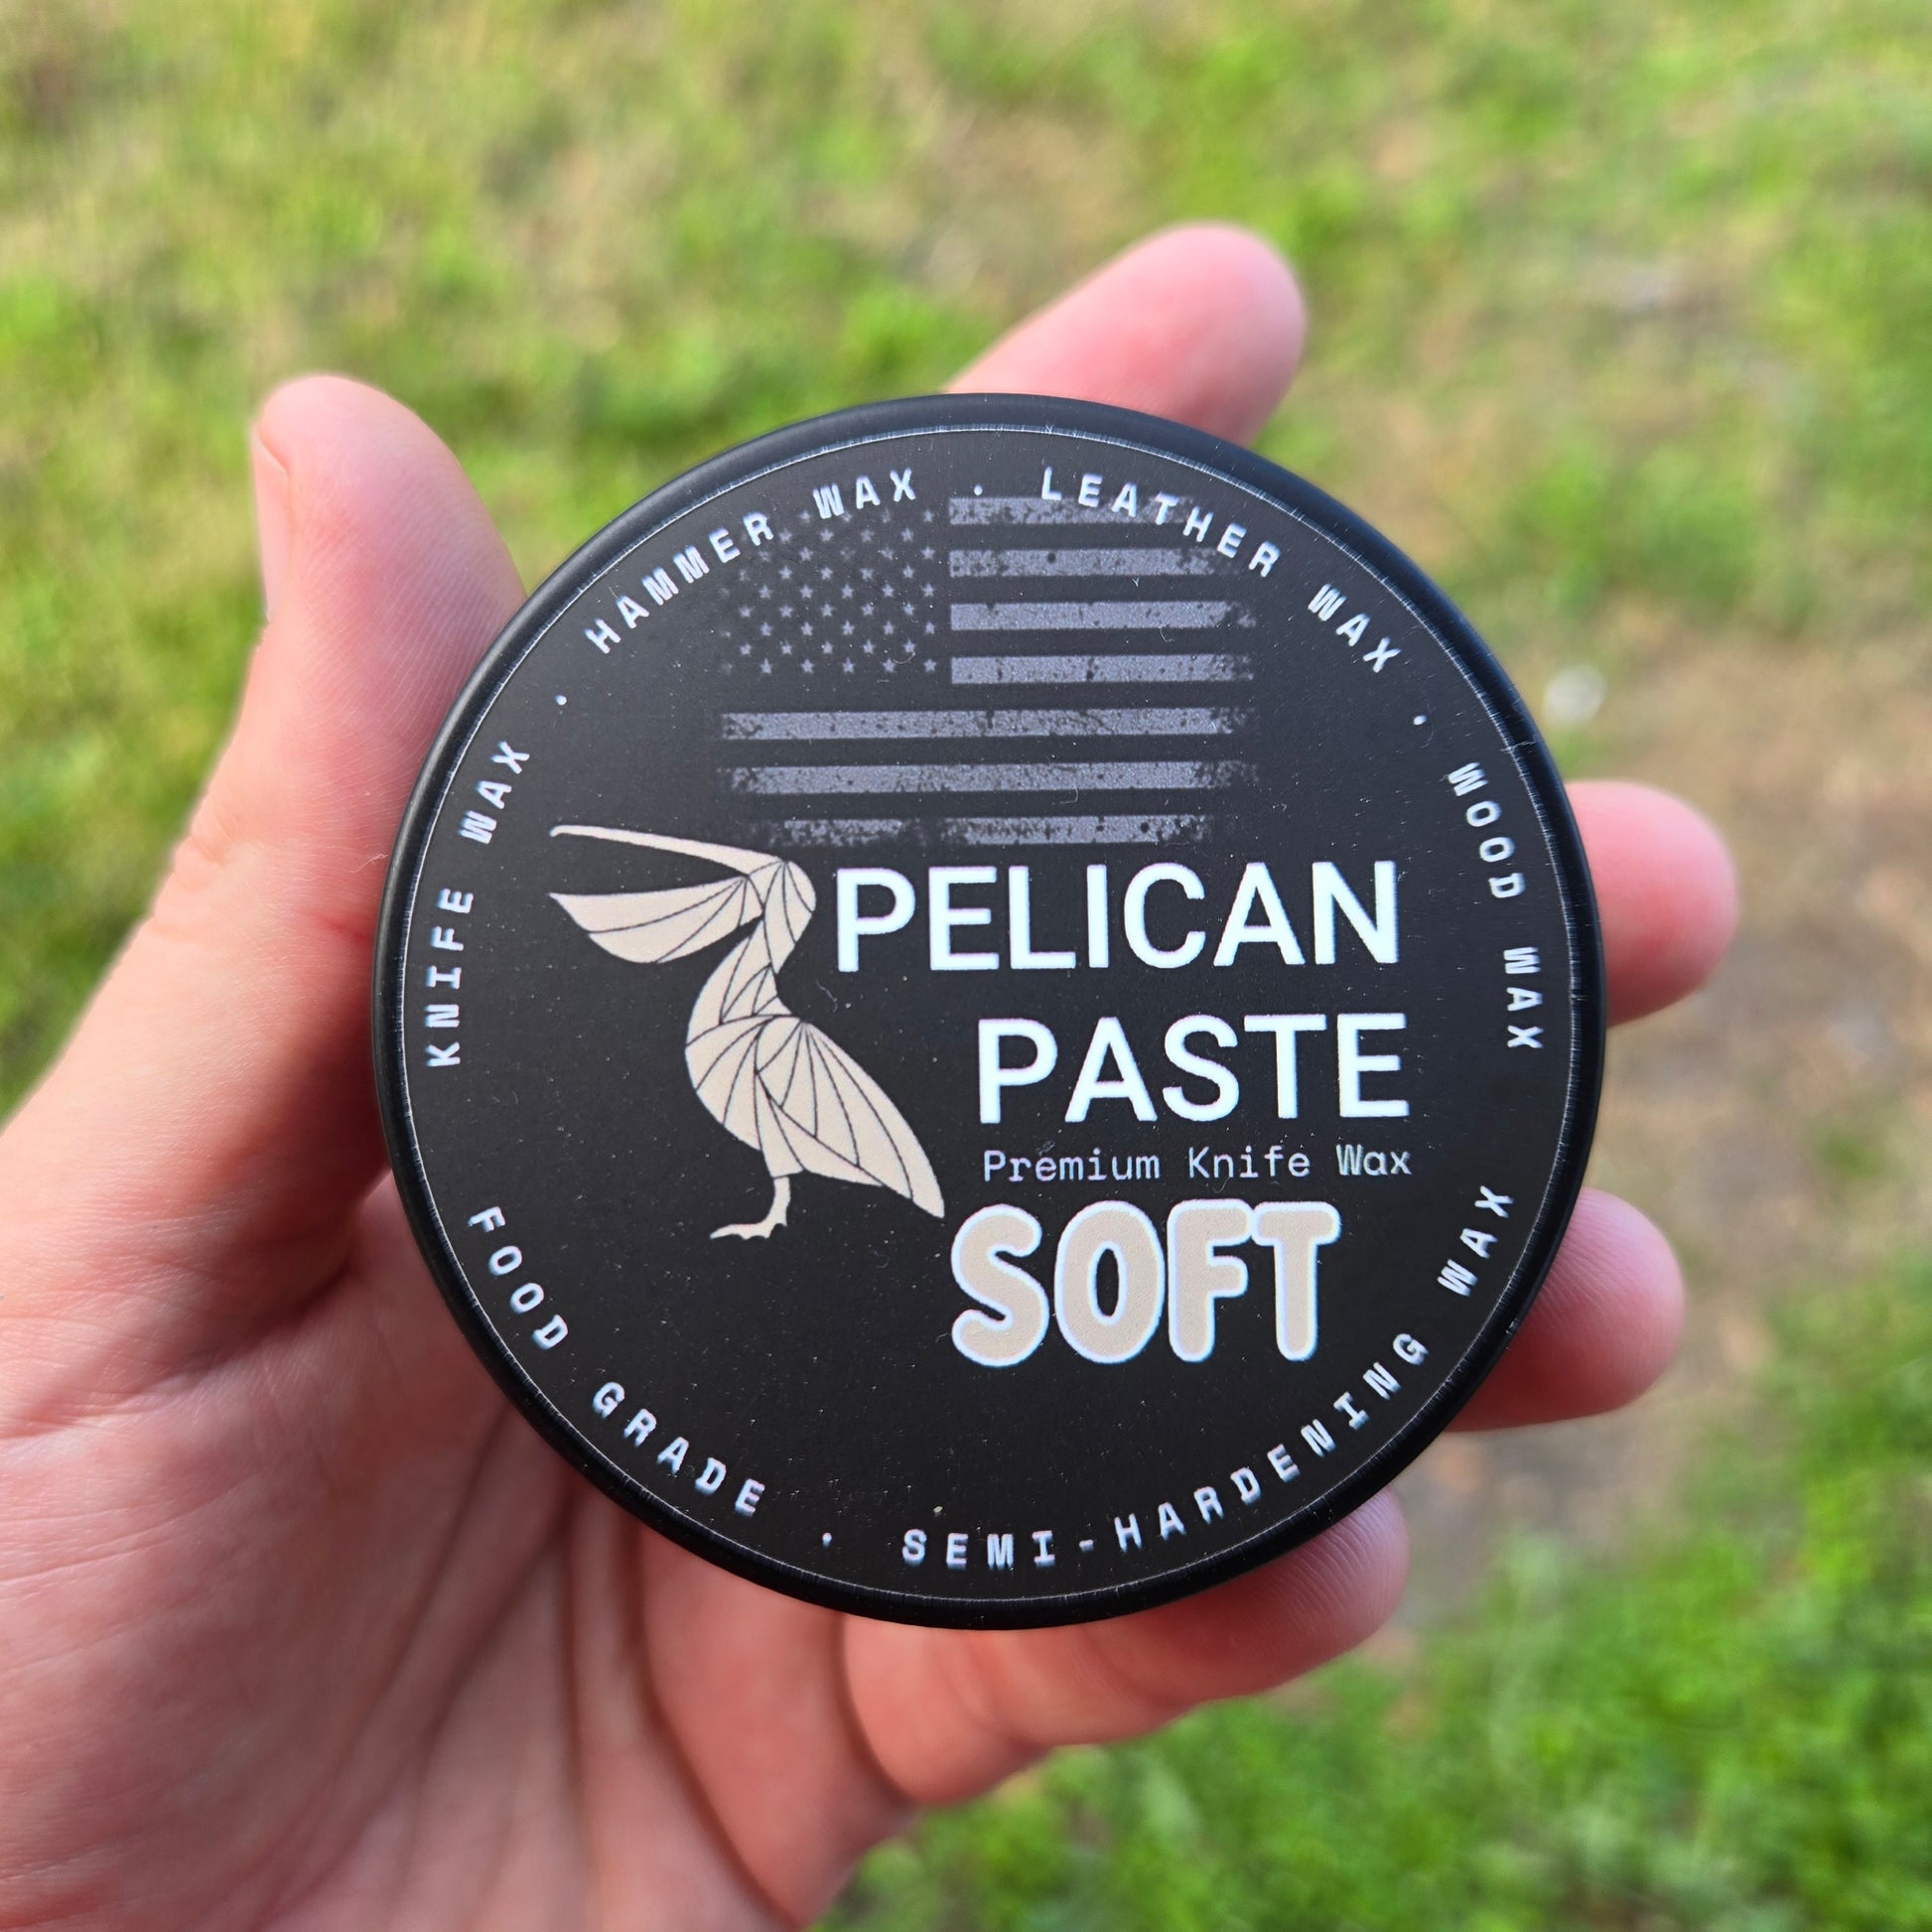 KNIFE WAX . HAMMER WAX . LEATHER WAX . WOOD WAX
PELICAN
PASTE
Premium Knife Wax
SOFT
FOOD GRADE . SEMI-HARDENING WAX